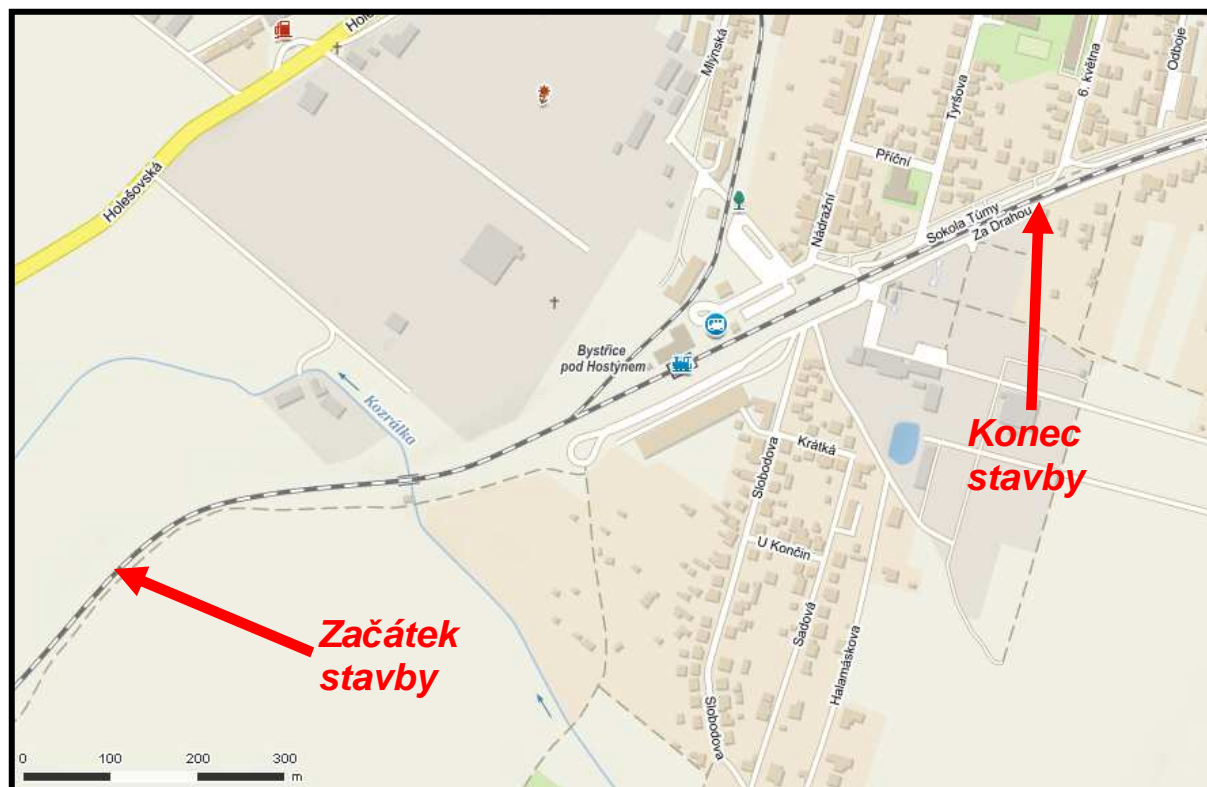 Hole
Mlýnská
6. května
Odboje
Tyršova
Holešovská
Příční
Nádražní
Sokola Tůmy
Za Drahou
Bystřice
pod Hostýnem
Kozrálka
Konec
stavby
Krátká
Slobodova
U Končin
Začátek
stavby
Sadová
Halamáskova
Slobodova
0 100 200 300
m